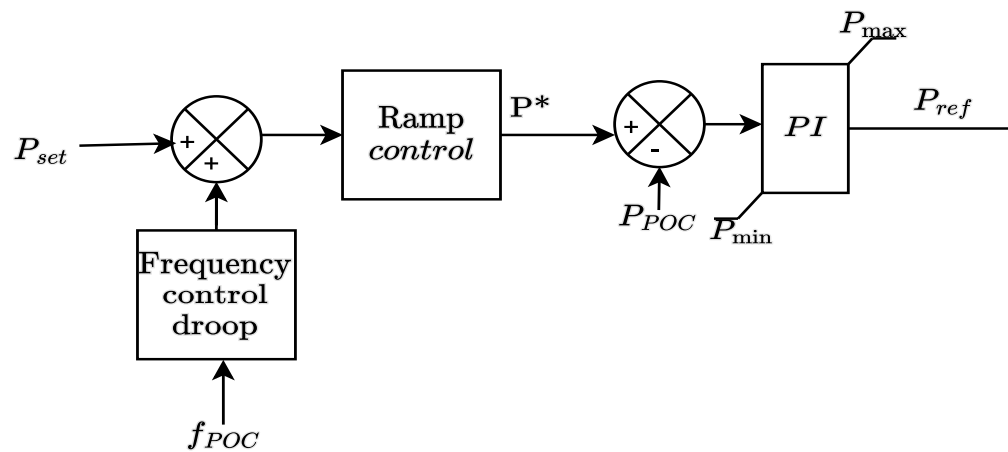 P_max
P_ref
P*
Ramp
control
PI
P_set
+
+
+
-
P_POC
P_min
Frequency
control
droop
f_POC